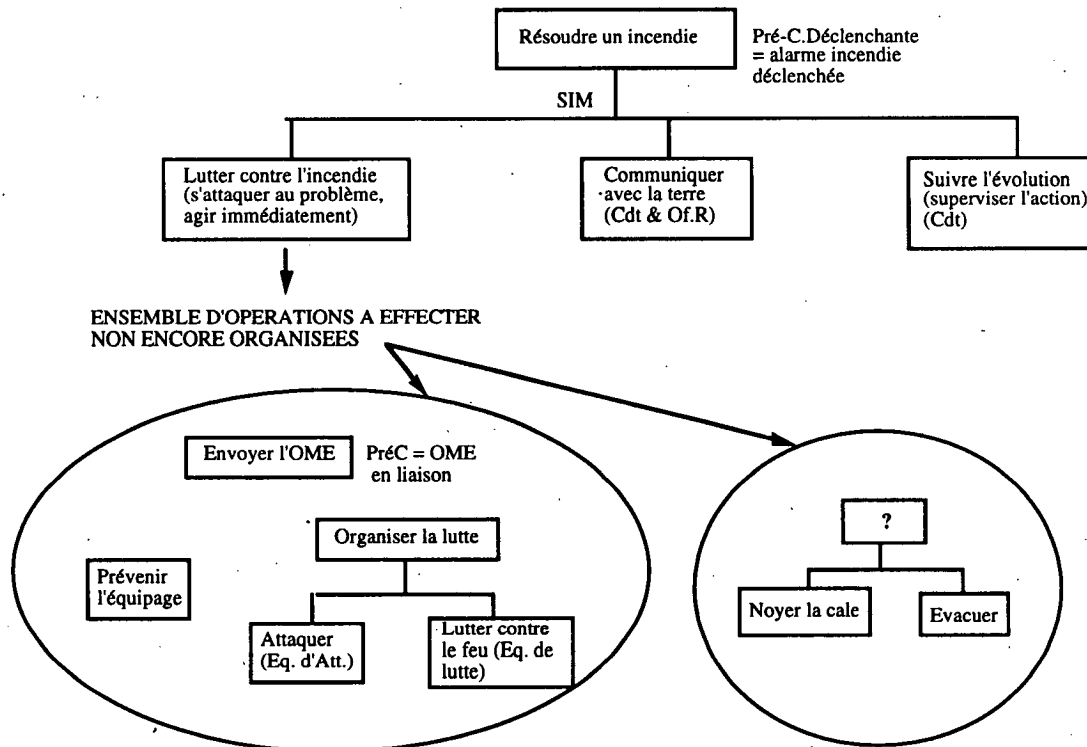 Résoudre un incendie
Pré-C.Déclenchante
= alarme incendie
déclenchée
SIM
Lutter contre l'incendie
(s'attaquer au problème,
agir immédiatement)
Communiquer
avec la terre
(Cdt & Of.R)
Suivre l'évolution
(superviser l'action)
(Cdt)
ENSEMBLE D'OPERATIONS A EFFECTER
NON ENCORE ORGANISEES
Envoyer l'OME
PréC = OME
en liaison
Organiser la lutte
Prévenir
l'équipage
Attaquer
(Eq. d'Att.)
Lutter contre
le feu (Eq. de
lutte)
?
Noyer la cale
Evacuer